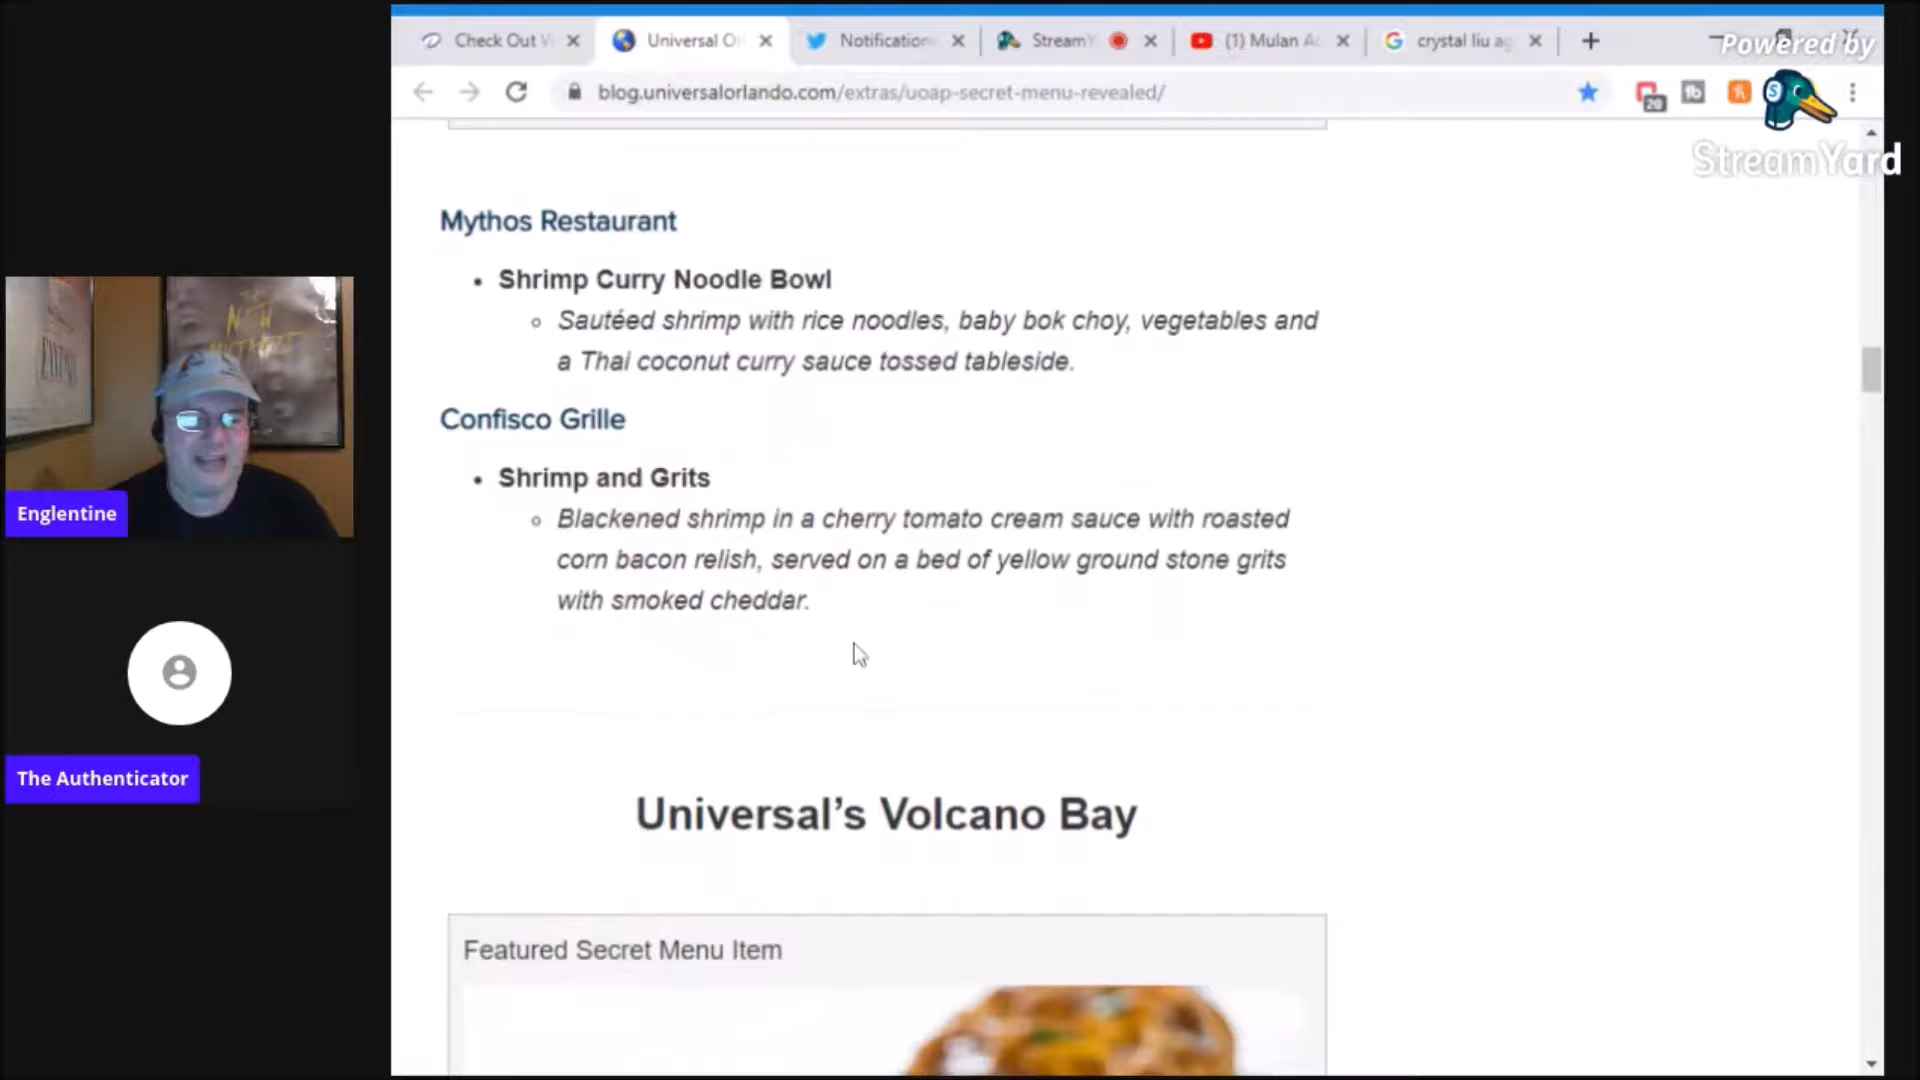 Check Out
Universal O
Notification
StreamY
(1) Mulan A
crystal liu ag
Powered by
blog.universalorlando.com/extras/uoap-secret-menu-revealed/
20
StreamYard
Mythos Restaurant
Shrimp Curry Noodle Bowl
Sautéed shrimp with rice noodles, baby bok choy, vegetables and
a Thai coconut curry sauce tossed tableside.
Confisco Grille
Shrimp and Grits
Blackened shrimp in a cherry tomato cream sauce with roasted
corn bacon relish, served on a bed of yellow ground stone grits
with smoked cheddar.
Englentine
The Authenticator
Universal's Volcano Bay
Featured Secret Menu Item